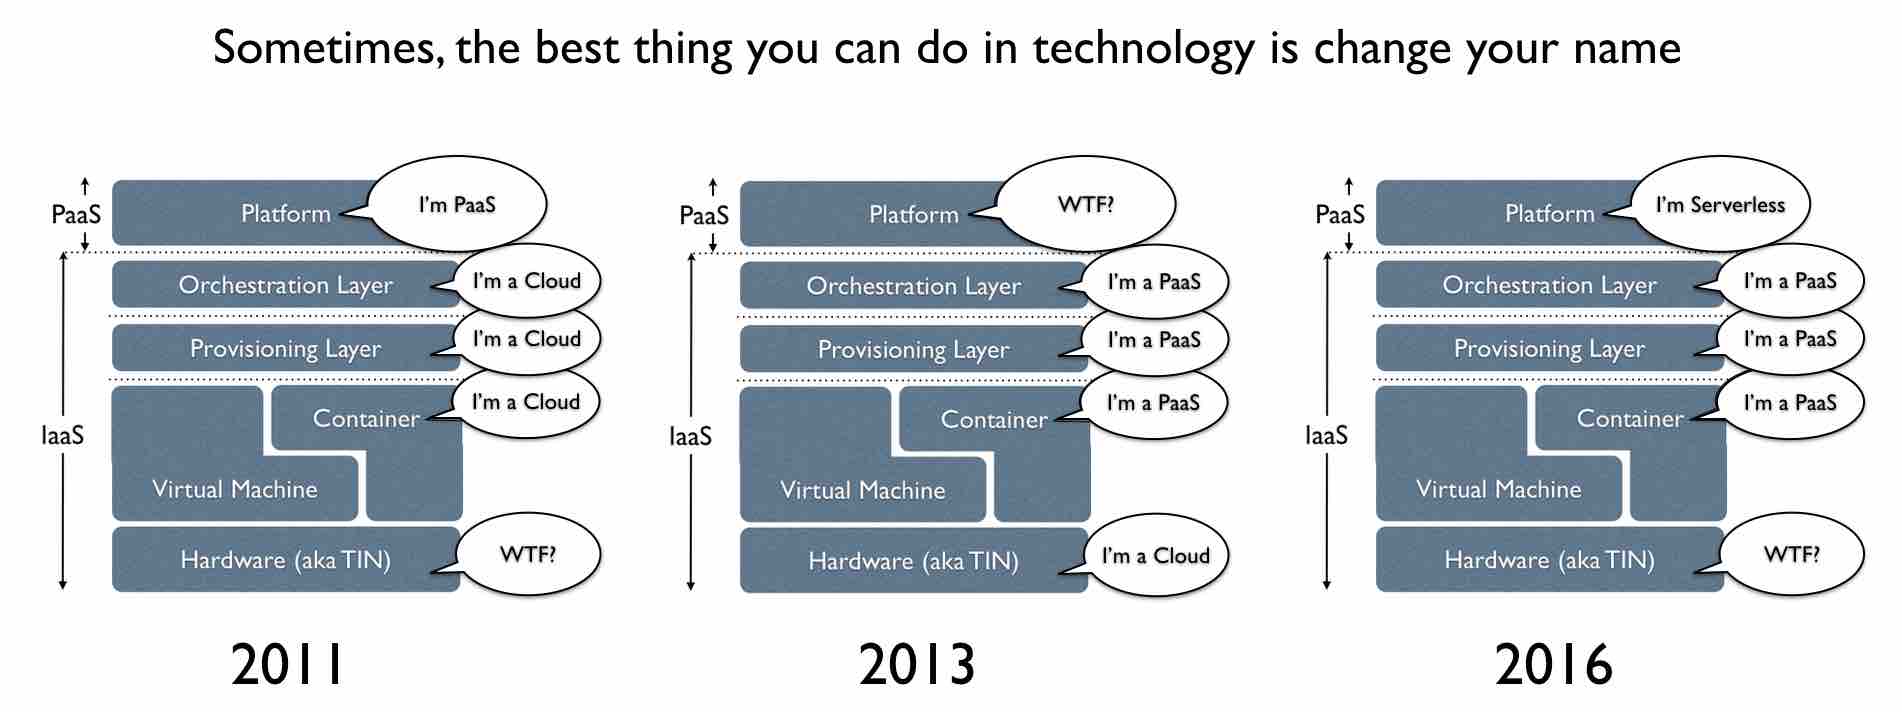 Sometimes, the best thing you can do in technology is change your name
PaaS
Platform
I'm PaaS
Orchestration Layer
I'm a Cloud
Provisioning Layer
I'm a Cloud
Container
I'm a Cloud
IaaS
Virtual Machine
Hardware (aka TIN)
WTF?
2011
PaaS
Platform
WTF?
Orchestration Layer
I'm a PaaS
Provisioning Layer
I'm a PaaS
Container
I'm a PaaS
IaaS
Virtual Machine
Hardware (aka TIN)
I'm a Cloud
2013
PaaS
Platform
I'm Serverless
Orchestration Layer
I'm a PaaS
Provisioning Layer
I'm a PaaS
Container
I'm a PaaS
IaaS
Virtual Machine
Hardware (aka TIN)
WTF?
2016